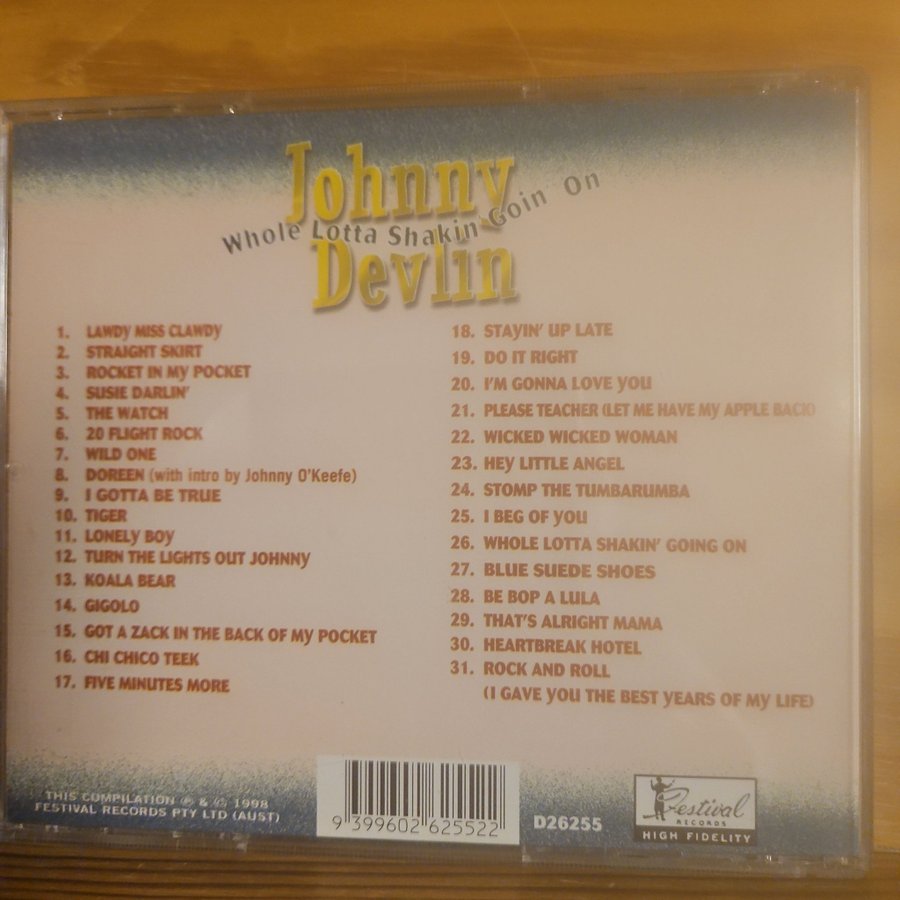 Johnny
Whole Lotta Shakin' Goin' On
Devlin
1. LAWDY MISS CLAWDY
2. STRAIGHT SKIRT
3. ROCKET IN MY POCKET
4. SUSIE DARLIN'
5. THE WATCH
6. 20 FLIGHT ROCK
7. WILD ONE
8. DOREEN (with intro by Johnny O'Keefe)
9. I GOTTA BE TRUE
10. TIGER
11. LONELY BOY
12. TURN THE LIGHTS OUT JOHNNY
13. KOALA BEAR
14. GIGOLO
15. GOT A ZACK IN THE BACK OF MY POCKET
16. CHI CHICO TEEK
17. FIVE MINUTES MORE
18. STAYIN' UP LATE
19. DO IT RIGHT
20. I'M GONNA LOVE YOU
21. PLEASE TEACHER (LET ME HAVE MY APPLE BACK)
22. WICKED WICKED WOMAN
23. HEY LITTLE ANGEL
24. STOMP THE TUMBARUMBA
25. I BEG OF YOU
26. WHOLE LOTTA SHAKIN' GOING ON
27. BLUE SUEDE SHOES
28. BE BOP A LULA
29. THAT'S ALRIGHT MAMA
30. HEARTBREAK HOTEL
31. ROCK AND ROLL
(I GAVE YOU THE BEST YEARS OF MY LIFE)
THIS COMPILATION ℗ & © 1998
FESTIVAL RECORDS PTY LTD (AUST)
9 399602 625522
D26255
Festival
RECORDS
HIGH FIDELITY